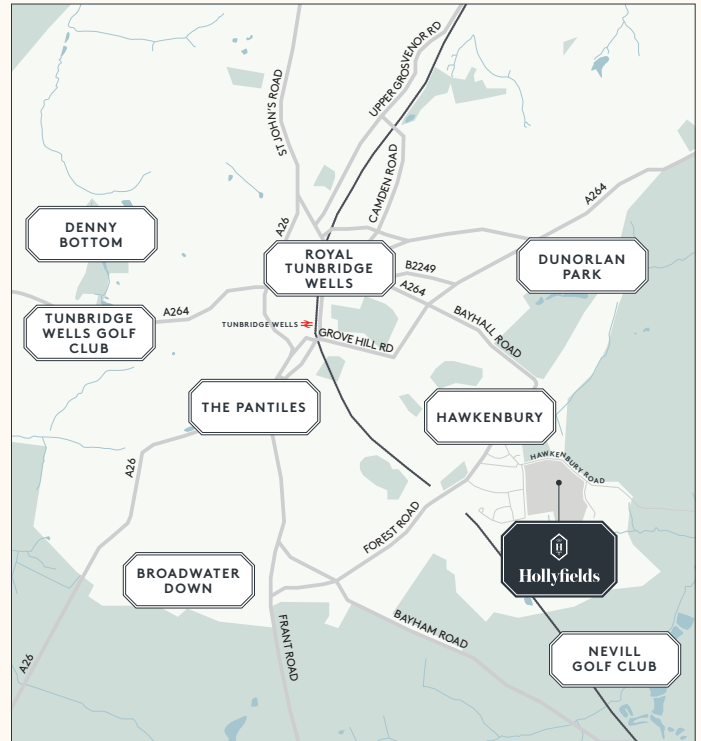 UPPER GROSVENOR RD
ST JOHN'S ROAD
CAMDEN ROAD
A264
DENNY
BOTTOM
A26
ROYAL
TUNBRIDGE
WELLS
B2249
DUNORLAN
PARK
A264
TUNBRIDGE
WELLS GOLF
CLUB
A264
TUNBRIDGE WELLS
GROVE HILL RD
BAYHALL ROAD
THE PANTILES
HAWKENBURY
A26
HAWKENBURY ROAD
FOREST ROAD
H
Hollyfields
BROADWATER
DOWN
FRANT ROAD
BAYHAM ROAD
A26
NEVILL
GOLF CLUB